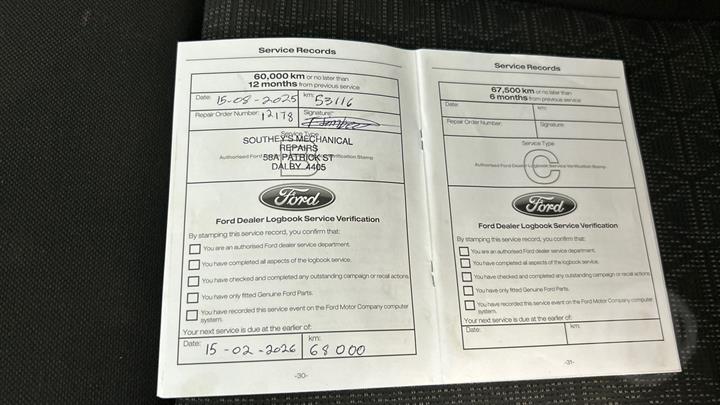 Service Records
60,000 km or no later than
12 months from previous service
Date: 15-08-2025 km: 53116
Repair Order Number: 12178 Signature:
Service Type
SOUTHEY'S MECHANICAL
REPAIRS
Authorised Ford Verification Stamp
58A PATRICK ST
DALBY 4405
Ford
Ford Dealer Logbook Service Verification
By stamping this service record, you confirm that:
You are an authorised Ford dealer service department.
You have completed all aspects of the logbook service.
You have checked and completed any outstanding campaign or recall actions
You have only fitted Genuine Ford Parts.
You have recorded this service event on the Ford Motor Company computer
system.
Your next service is due at the earlier of:
Date: 15-02-2026 km: 68000
-30-
Service Records
67,500 km or no later than
6 months from previous service
Date: km:
Repair Order Number: Signature:
Service Type
C
Authorised Ford Dealer Logbook Service Verification Stamp
Ford
Ford Dealer Logbook Service Verification
By stamping this service record, you confirm that:
You are an authorised Ford dealer service department.
You have completed all aspects of the logbook service.
You have checked and completed any outstanding campaign or recall actions
You have only fitted Genuine Ford Parts.
You have recorded this service event on the Ford Motor Company computer
system.
Your next service is due at the earlier of:
Date: km:
-31-